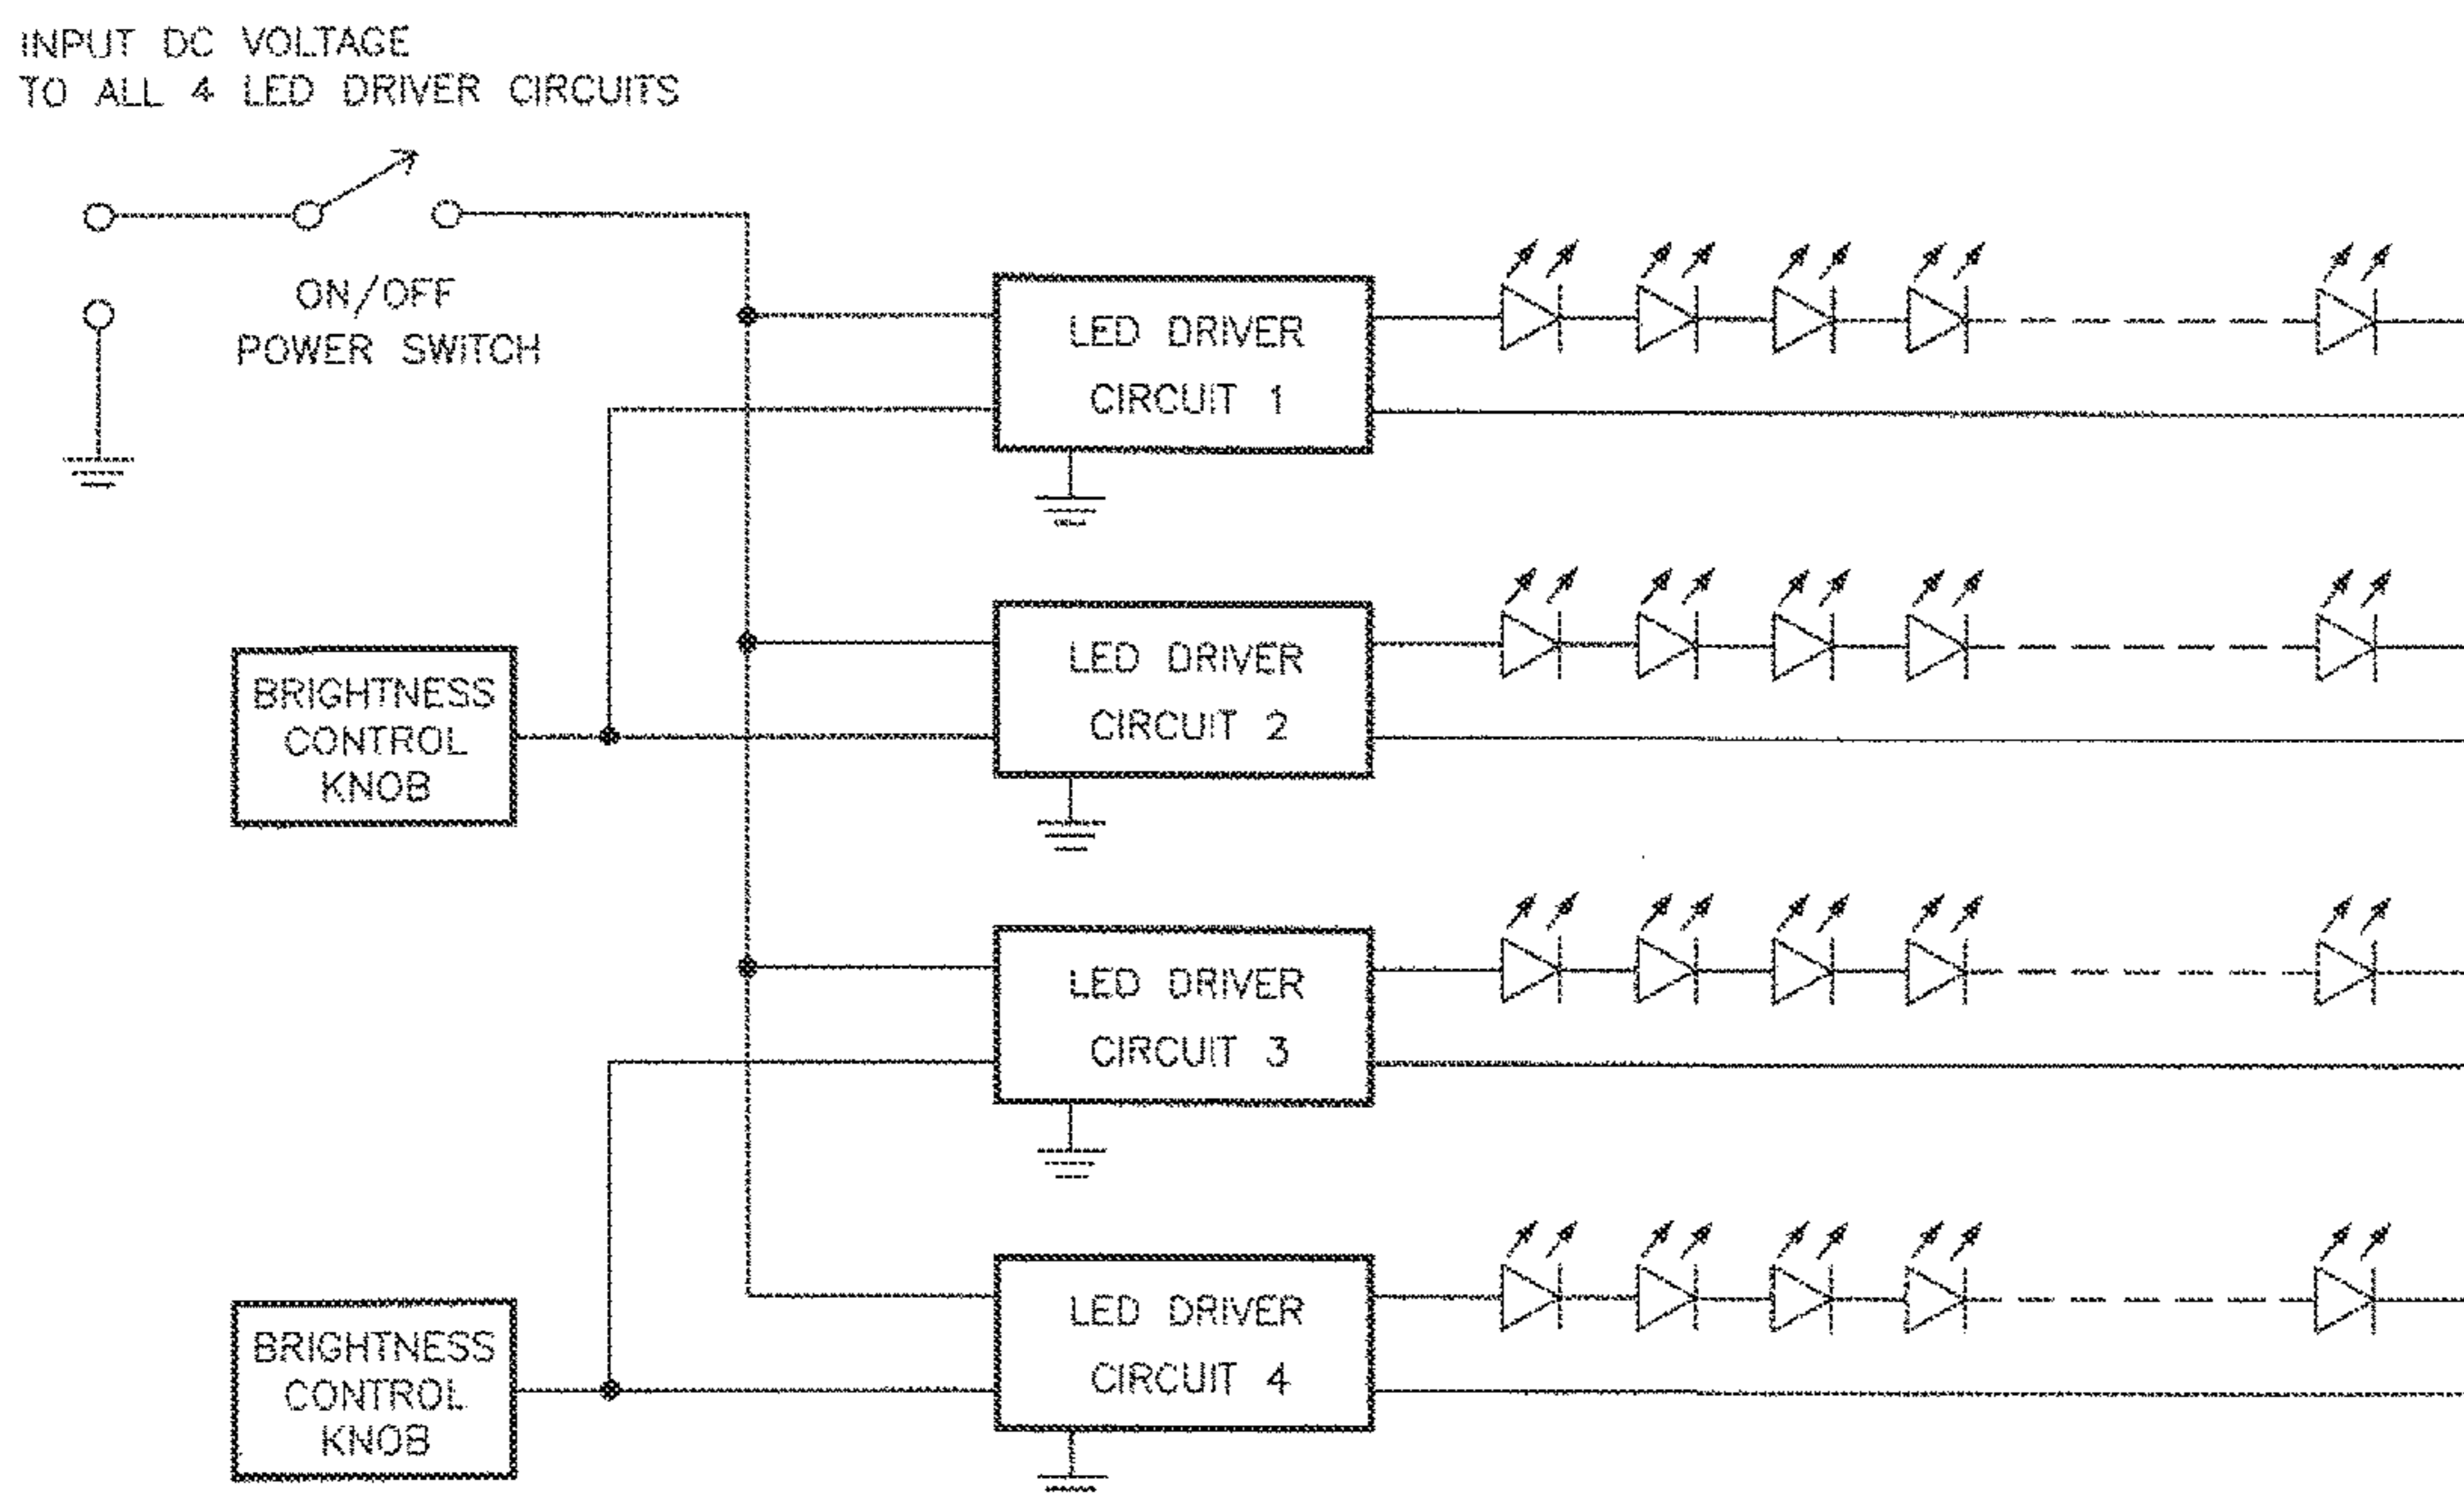 INPUT DC VOLTAGE
TO ALL 4 LED DRIVER CIRCUITS
ON/OFF
POWER SWITCH
LED DRIVER
CIRCUIT 1
BRIGHTNESS
CONTROL
KNOB
LED DRIVER
CIRCUIT 2
LED DRIVER
CIRCUIT 3
BRIGHTNESS
CONTROL
KNOB
LED DRIVER
CIRCUIT 4